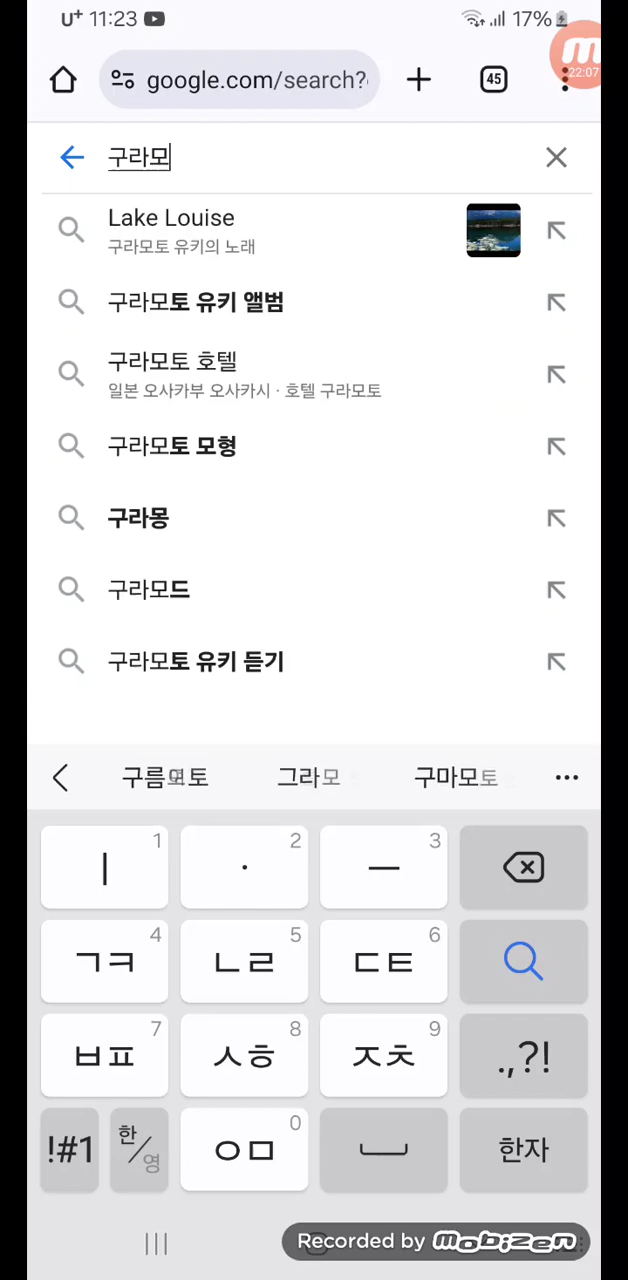 U+ 11:23 17%
22:07
google.com/search?
45
구라모
Lake Louise
구라모토 유키의 노래
구라모토 유키 앨범
구라모토 호텔
일본 오사카부 오사카시 · 호텔 구라모토
구라모토 모형
구라몽
구라모드
구라모토 유키 듣기
그라모 구마모토
ㅣ 1 · 2 ㅡ 3
ㄱㅋ 4 ㄴㄹ 5 ㄷㅌ 6
ㅂㅍ 7 ㅅㅎ 8 ㅈㅊ 9 .,?!
!#1 한/영 ㅇㅁ 0 한자
Recorded by mobizen